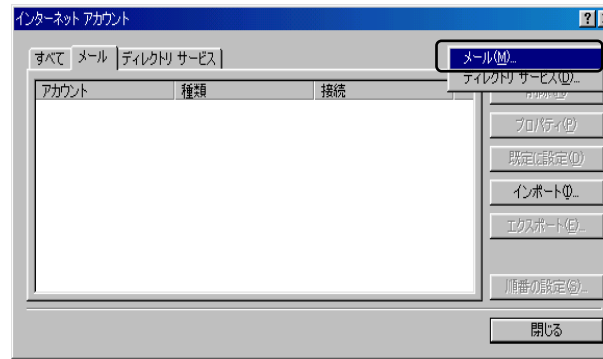 インターネット アカウント
すべて メール ディレクトリ サービス
メール(M)...
ディレクトリ サービス(D)...
アカウント 種類 接続
削除(R)
プロパティ(P)
既定に設定(D)
インポート(I)...
エクスポート(E)...
順番の設定(S)...
閉じる